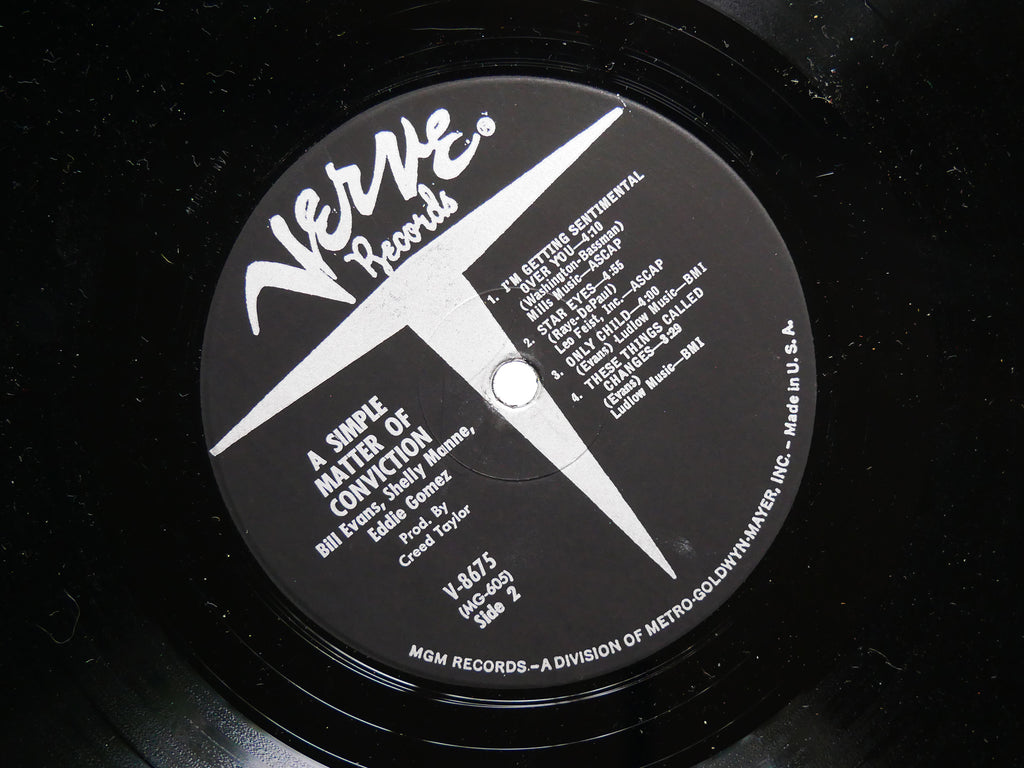 Verve
Records
1. I'M GETTING SENTIMENTAL
OVER YOU—4:10
(Washington-Bassman)
Mills Music—ASCAP
2. STAR EYES—4:55
(Raye-DePaul)
Leo Feist, Inc.—ASCAP
3. ONLY CHILD—4:00
(Evans) Ludlow Music—BMI
4. THESE THINGS CALLED
CHANGES—3:29
(Evans)
Ludlow Music—BMI
A SIMPLE
MATTER OF
CONVICTION
Bill Evans, Shelly Manne,
Eddie Gomez
Prod. By
Creed Taylor
V-8675
(MG-605)
Side 2
MGM RECORDS.–A DIVISION OF METRO-GOLDWYN-MAYER, INC. – Made in U. S. A.